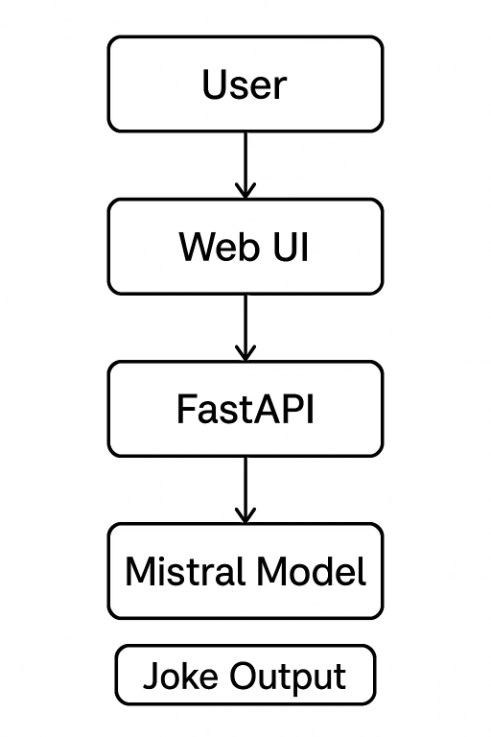 User
Web UI
FastAPI
Mistral Model
Joke Output